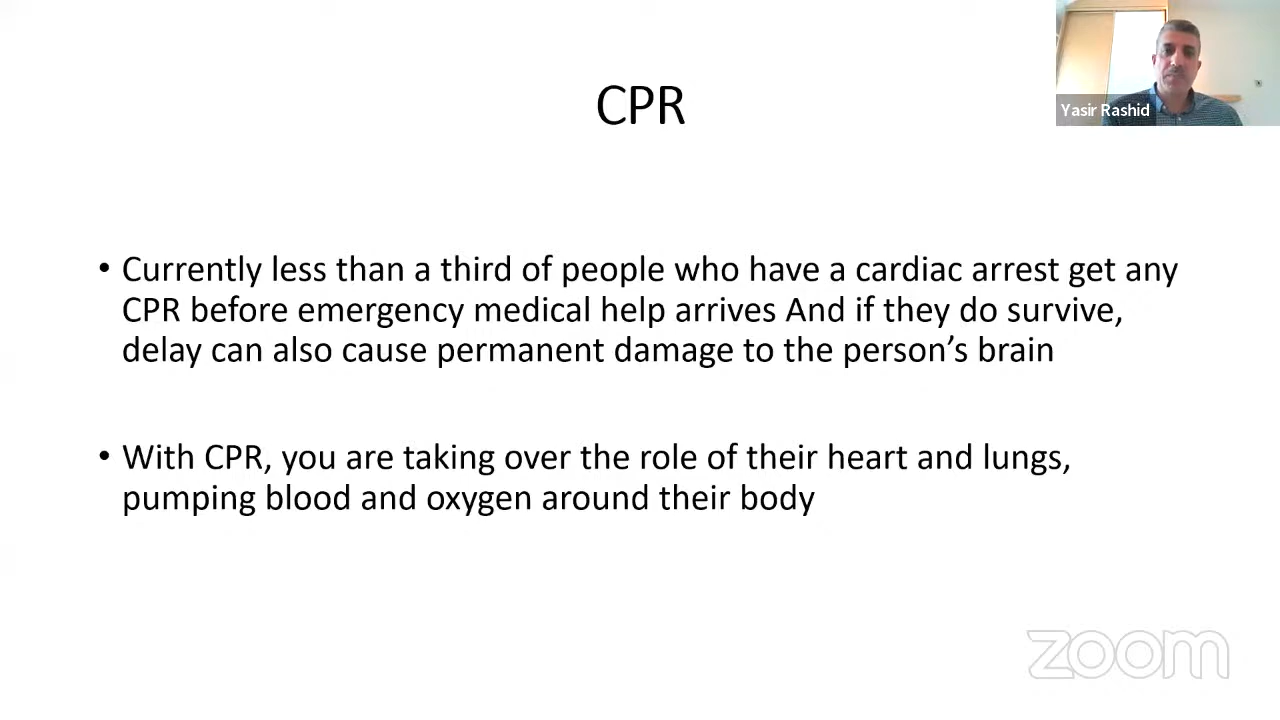 CPR
Yasir Rashid
• Currently less than a third of people who have a cardiac arrest get any
CPR before emergency medical help arrives And if they do survive,
delay can also cause permanent damage to the person’s brain
• With CPR, you are taking over the role of their heart and lungs,
pumping blood and oxygen around their body
zoom